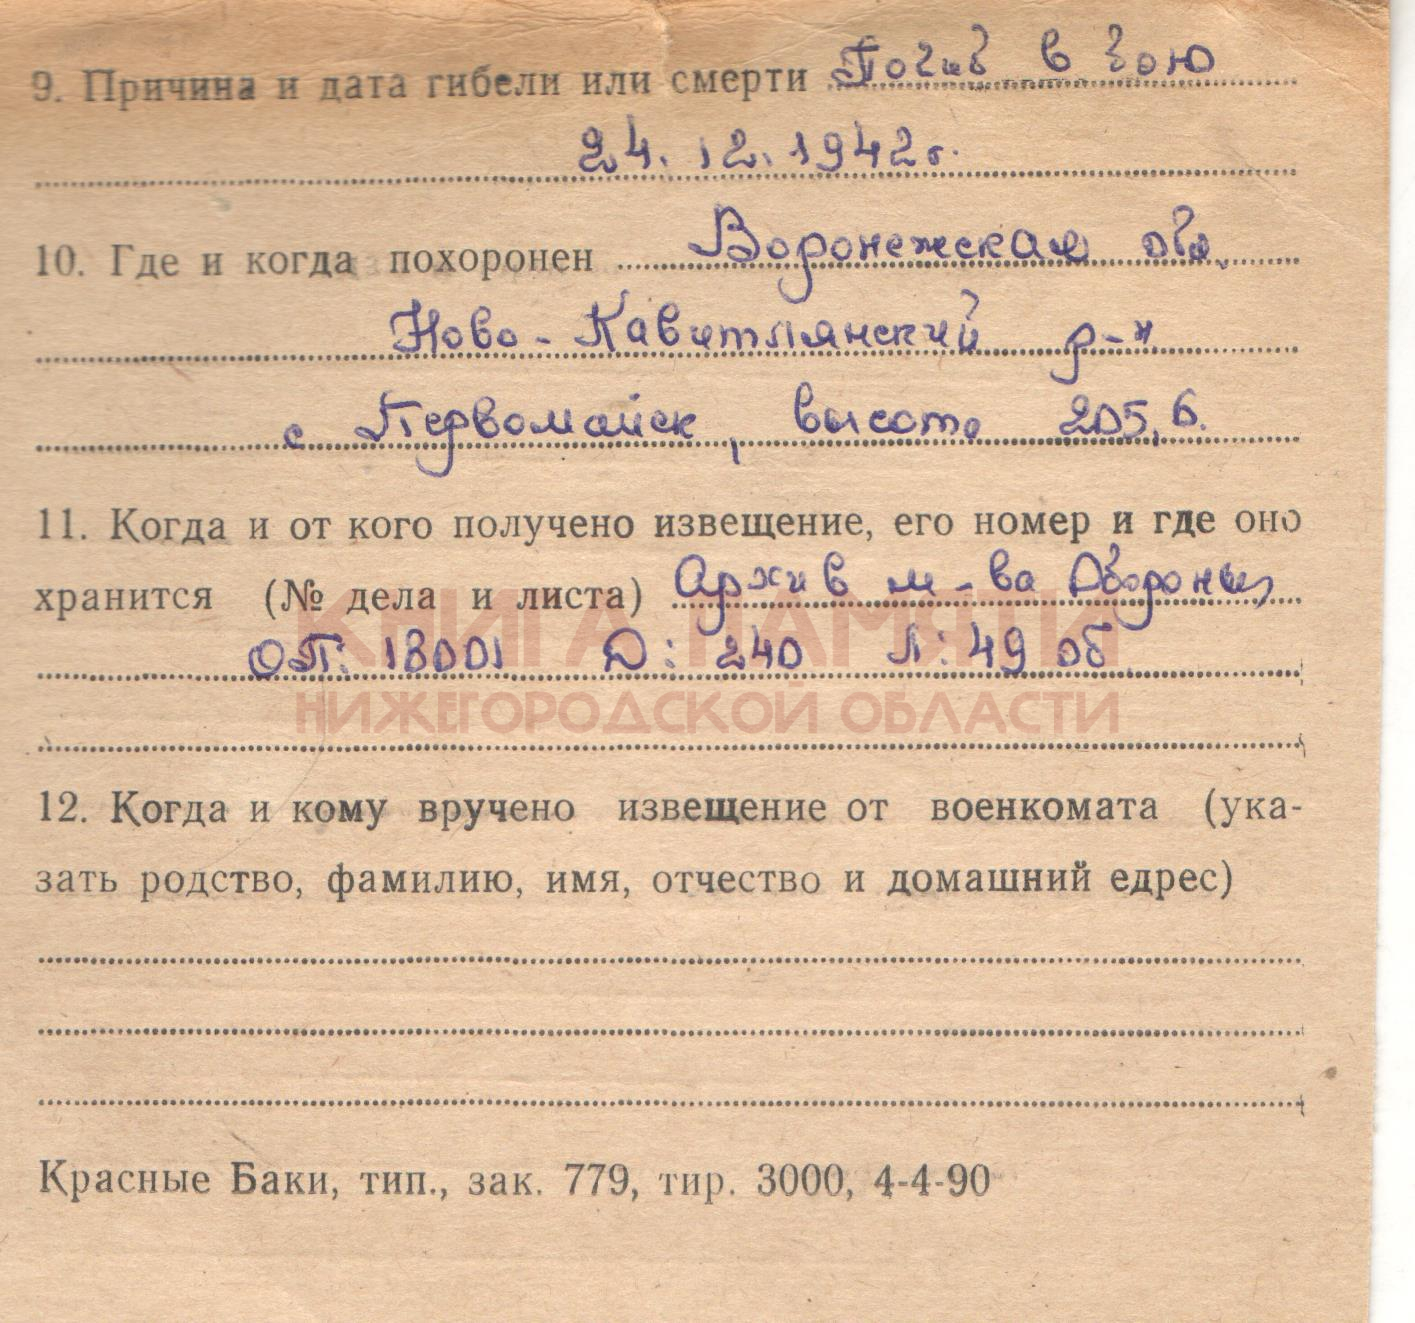 9. Причина и дата гибели или смерти Погиб в бою
24.12.1942г.
10. Где и когда похоронен Воронежская обл.
Ново-Кавитлянский р-н
с Первомайск, высота 205,6.
11. Когда и от кого получено извещение, его номер и где оно
хранится (№ дела и листа) Архив м-ва Обороны,
ОП: 18001 Д: 240 Л: 49 об
КНИГА ПАМЯТИ
НИЖЕГОРОДСКОЙ ОБЛАСТИ
12. Когда и кому вручено извещение от военкомата (ука-
зать родство, фамилию, имя, отчество и домашний едрес)
Красные Баки, тип., зак. 779, тир. 3000, 4-4-90